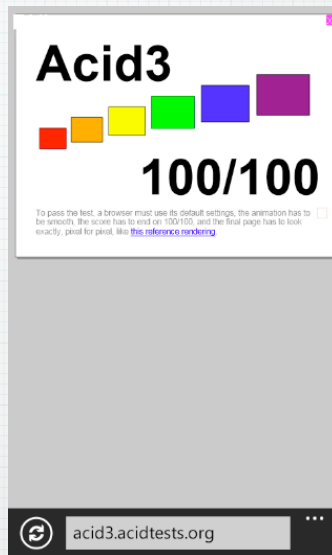 Acid3
100/100
To pass the test, a browser must use its default settings, the animation has to
be smooth, the score has to end on 100/100, and the final page has to look
exactly, pixel for pixel, like this reference rendering.
acid3.acidtests.org